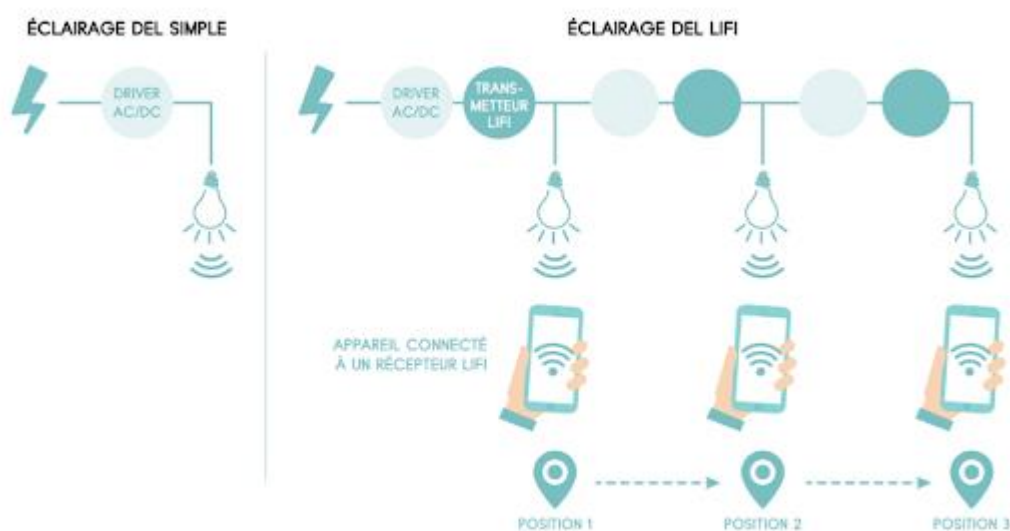 ÉCLAIRAGE DEL SIMPLE
DRIVER
AC/DC
ÉCLAIRAGE DEL LIFI
DRIVER
AC/DC
TRANS-
METTEUR
LIFI
APPAREIL CONNECTÉ
À UN RÉCEPTEUR LIFI
POSITION 1
POSITION 2
POSITION 3